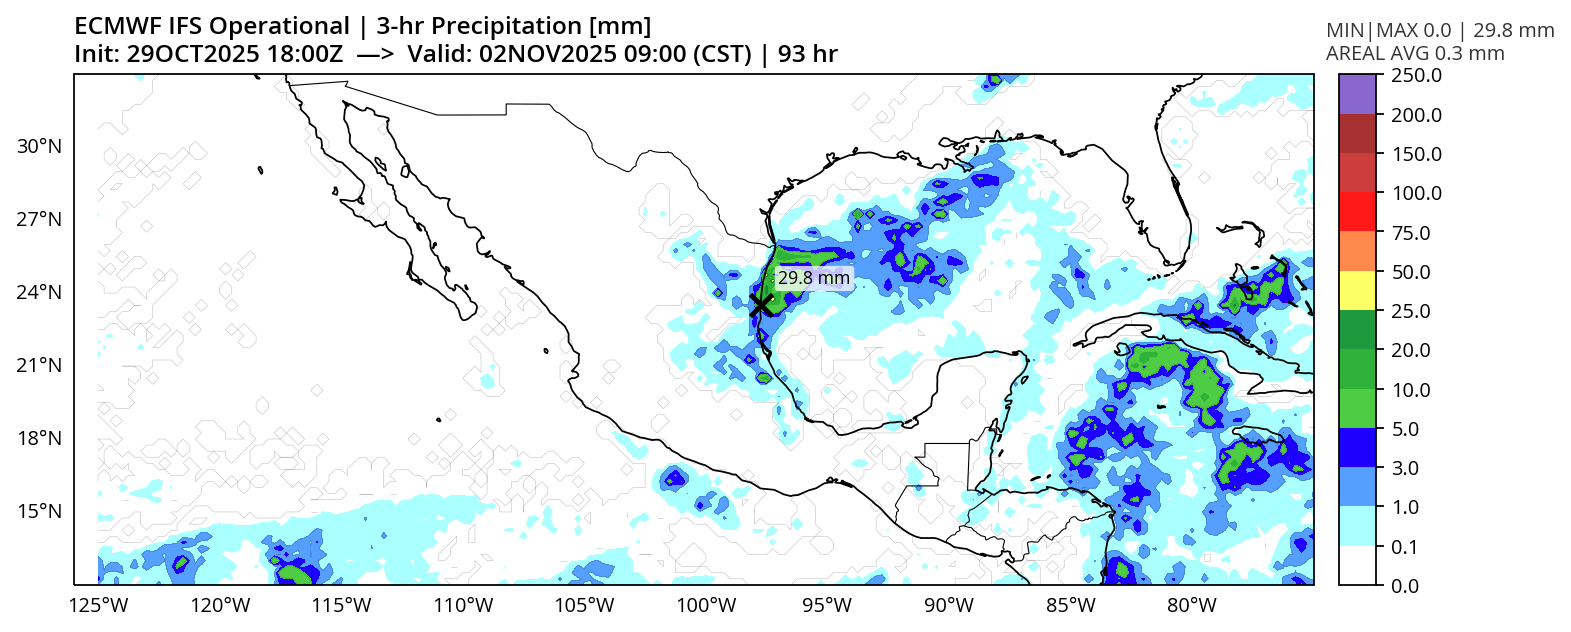 ECMWF IFS Operational | 3-hr Precipitation [mm]
Init: 29OCT2025 18:00Z —> Valid: 02NOV2025 09:00 (CST) | 93 hr
MIN|MAX 0.0 | 29.8 mm
AREAL AVG 0.3 mm
250.0
200.0
150.0
100.0
75.0
50.0
25.0
20.0
10.0
5.0
3.0
1.0
0.1
0.0
30°N
27°N
24°N
21°N
18°N
15°N
29.8 mm
125°W
120°W
115°W
110°W
105°W
100°W
95°W
90°W
85°W
80°W